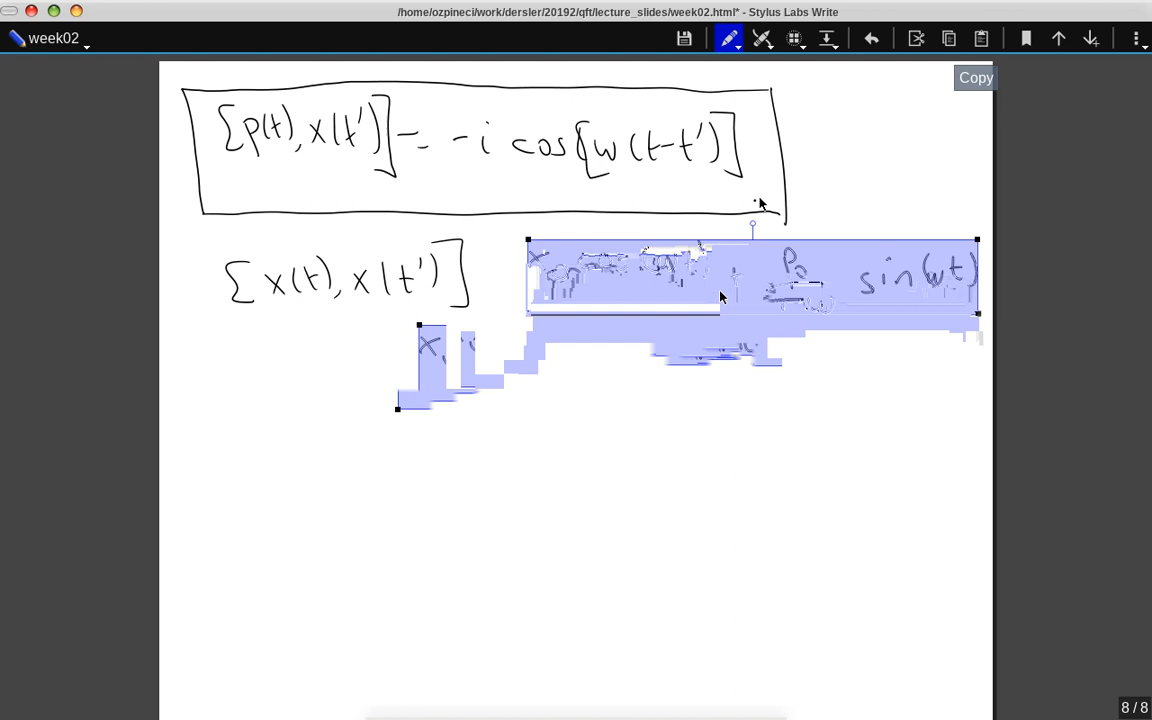 /home/ozpineci/work/dersler/20192/qft/lecture_slides/week02.html* - Stylus Labs Write
week02
Copy
[p(t), x(t')] = -i cos[w(t-t')]
[x(t), x(t')]
P₀ sin(wt)
8 / 8